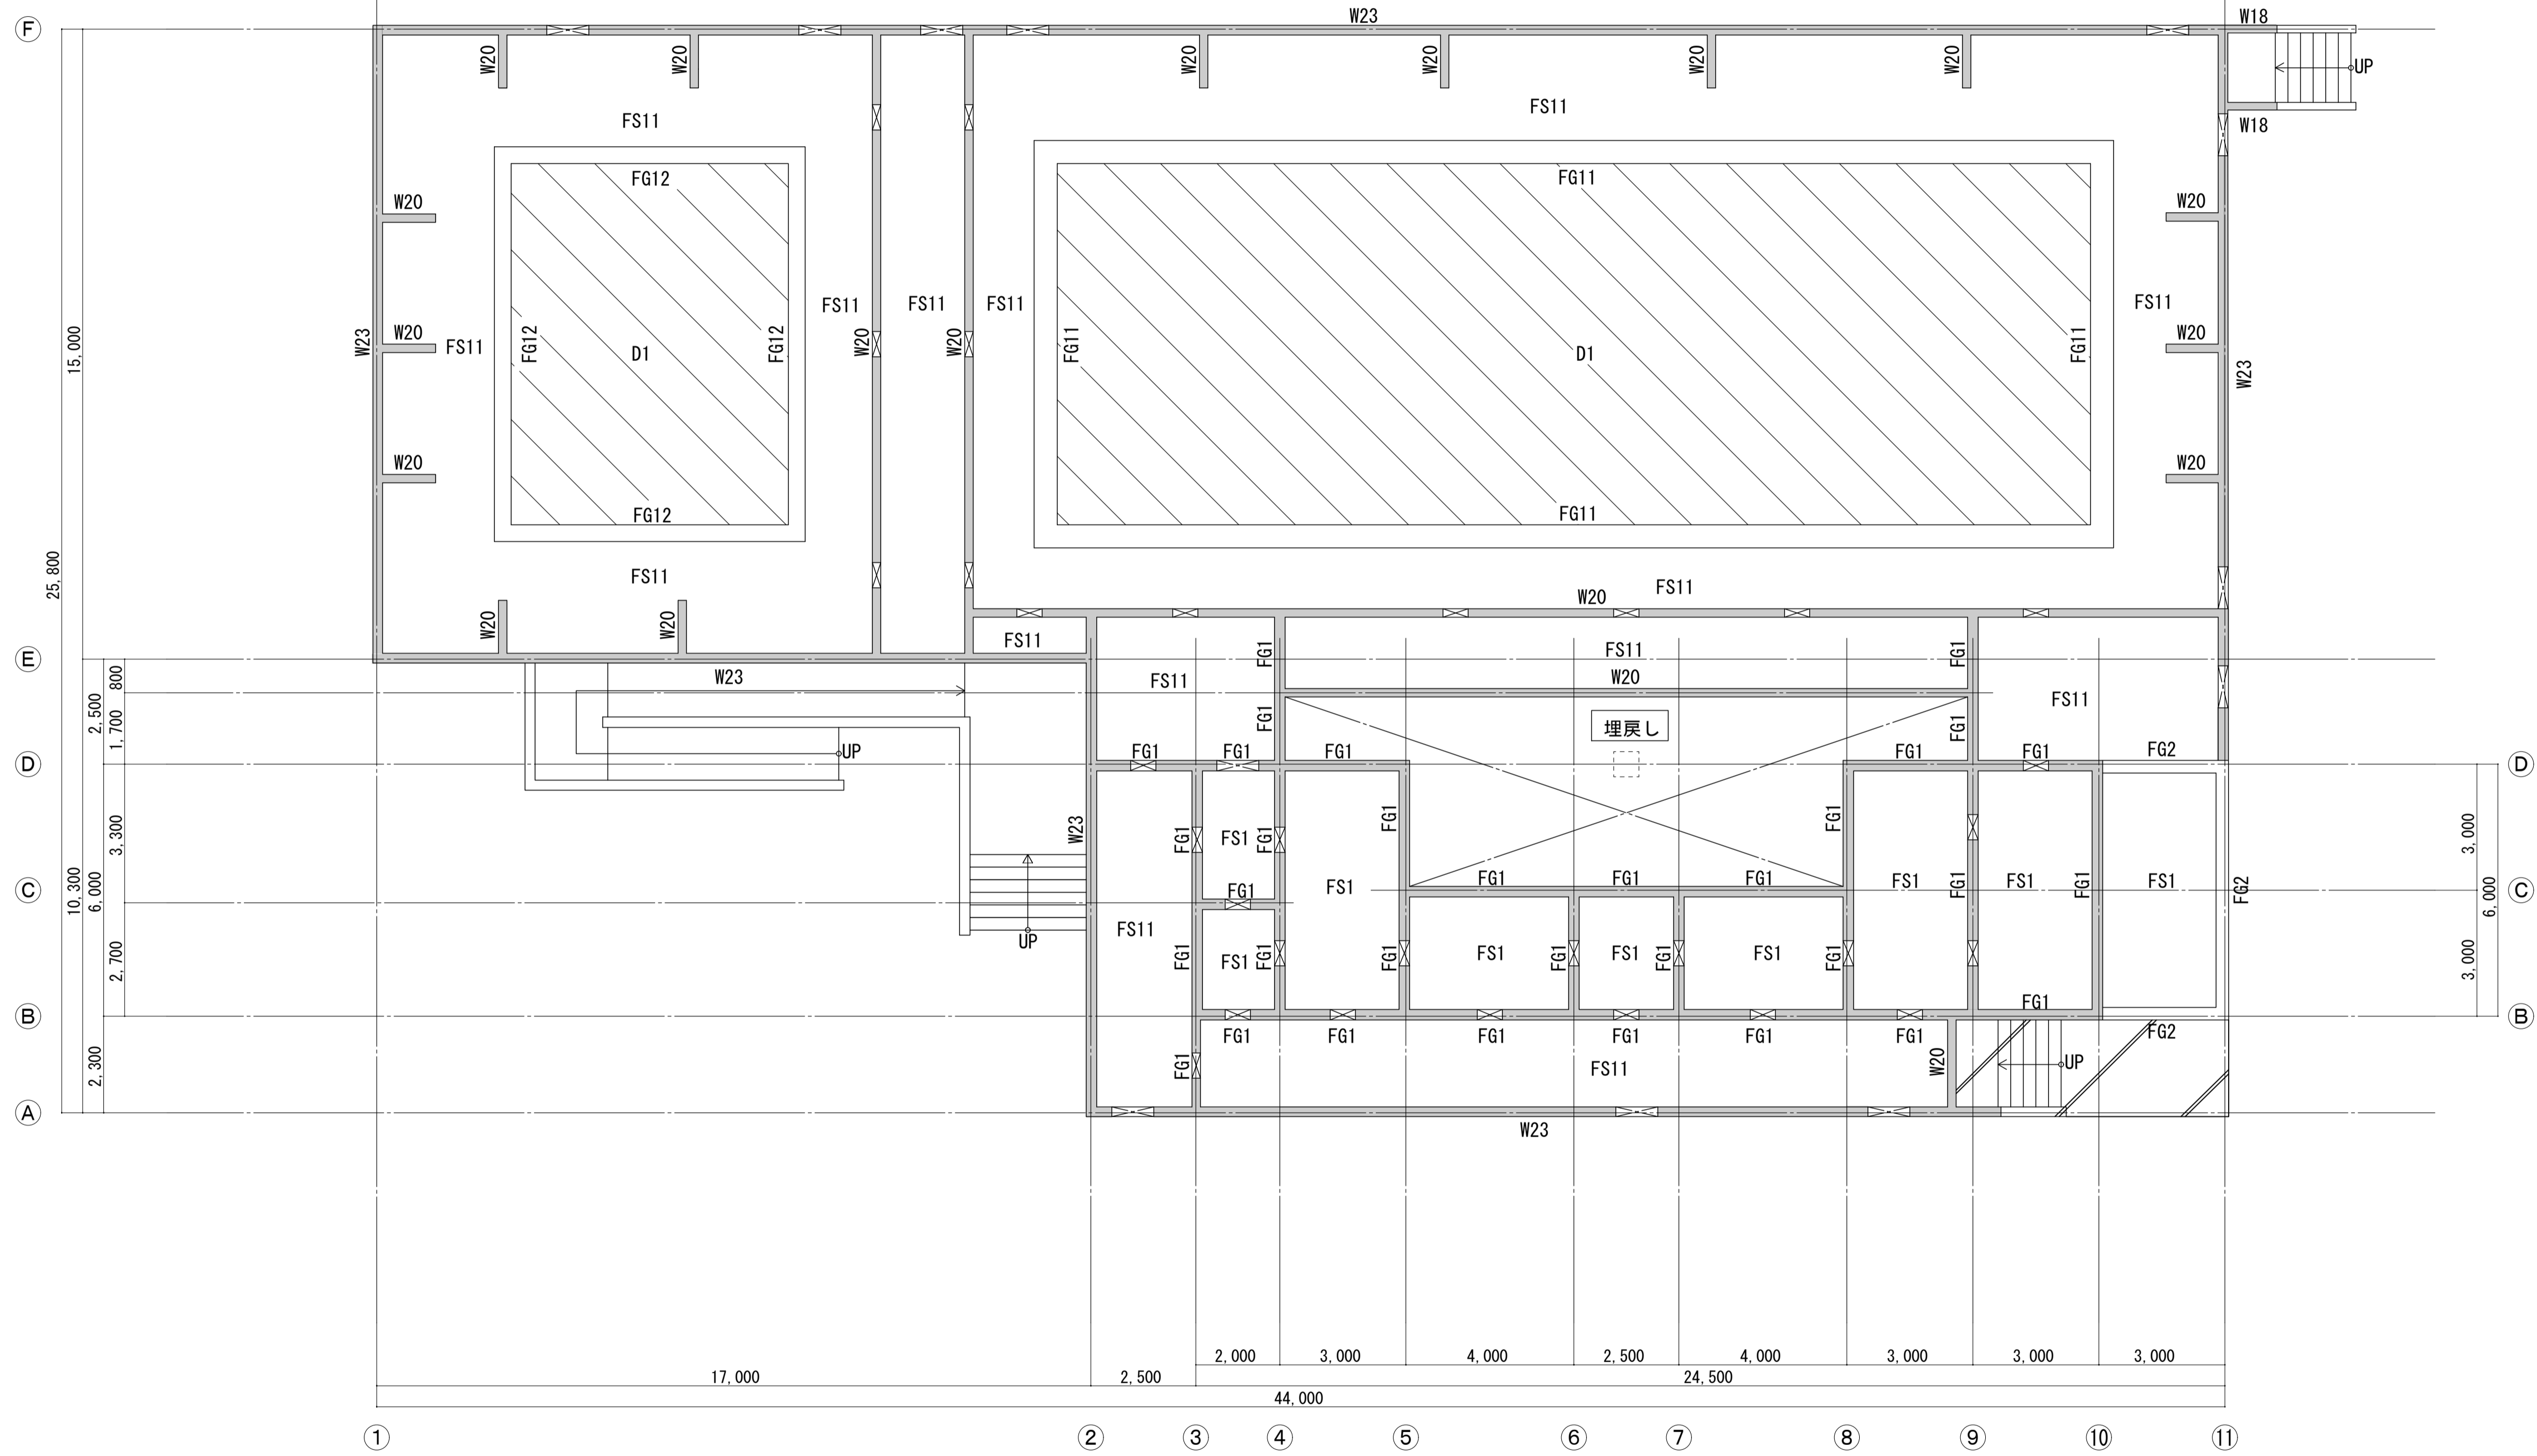 Ⓕ W23 W18
W20 W20 W20 W20 W20 W20 UP
FS11 FS11 W18
FG12 FG11
W20 W20
15,000 W23 W20 FS11 FG12 D1 FG12 FS11 W20 FS11 W20 FS11 FG11 D1 FG11 FS11 W20 W23
W20 W20
FG12 FG11
25,800 FS11 FS11
W20 W20 W20
FS11
Ⓔ FG1 FS11 FG1
2,500 800 W23 FS11 W20 FS11
1,700 FG1 埋戻し FG1
UP FG1 FG1 FG1 FG1 FG1 FG2
Ⓓ Ⓓ
3,300 W23 FG1 FS1 FG1 FG1 FG1 3,000
10,300 6,000 FG1 FS1 FG1 FG1 FG1 FS1 FG1 FS1 FG1 FS1 FG2 6,000
Ⓒ Ⓒ
UP FS11
2,700 FG1 FS1 FG1 FG1 FS1 FG1 FS1 FG1 FS1 FG1 3,000
FG1
Ⓑ Ⓑ
FG1 FG1 FG1 FG1 FG1 FG1 FG2
2,300 FG1 FS11 W20 UP
Ⓐ
W23
2,000 3,000 4,000 2,500 4,000 3,000 3,000 3,000
17,000 2,500 24,500
44,000
① ② ③ ④ ⑤ ⑥ ⑦ ⑧ ⑨ ⑩ ⑪